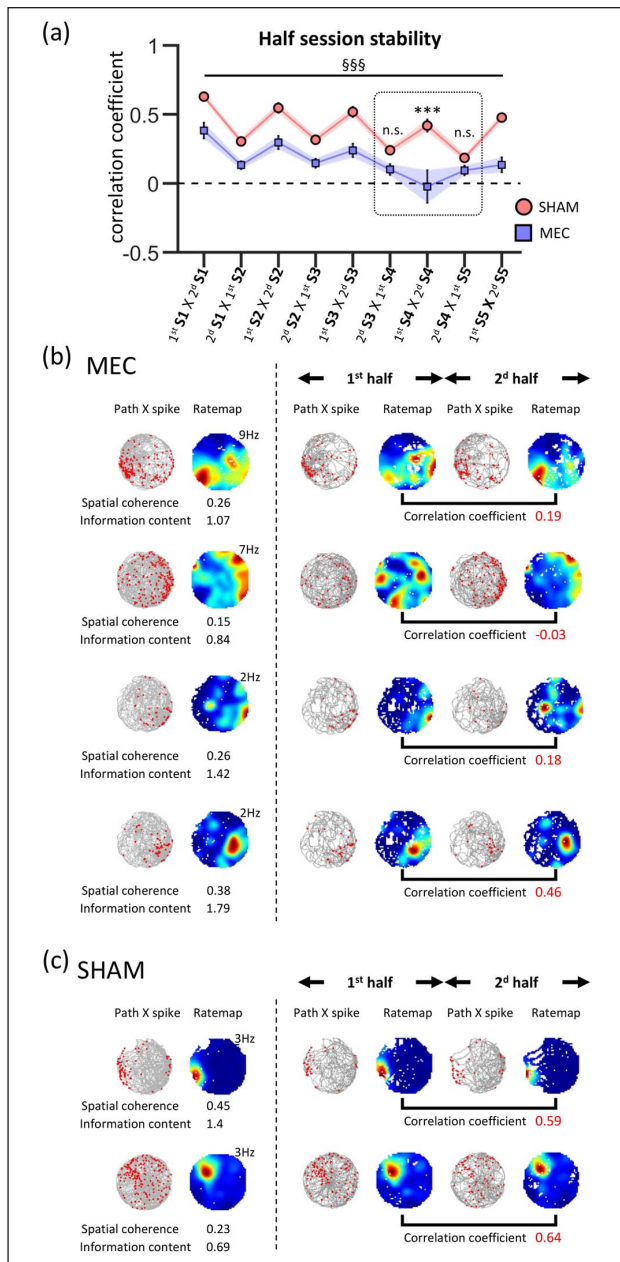 (a)
Half session stability
correlation coefficient
1
0.5
0
-0.5
§§§
n.s.
***
n.s.
SHAM
MEC
1st S1 X 2d S1
2d S1 X 1st S2
1st S2 X 2d S2
2d S2 X 1st S3
1st S3 X 2d S3
2d S3 X 1st S4
1st S4 X 2d S4
2d S4 X 1st S5
1st S5 X 2d S5
(b) MEC
1st half 2d half
Path X spike Ratemap Path X spike Ratemap Path X spike Ratemap
9Hz
Spatial coherence 0.26
Information content 1.07
Correlation coefficient 0.19
7Hz
Spatial coherence 0.15
Information content 0.84
Correlation coefficient -0.03
2Hz
Spatial coherence 0.26
Information content 1.42
Correlation coefficient 0.18
2Hz
Spatial coherence 0.38
Information content 1.79
Correlation coefficient 0.46
(c) SHAM
1st half 2d half
Path X spike Ratemap Path X spike Ratemap Path X spike Ratemap
3Hz
Spatial coherence 0.45
Information content 1.4
Correlation coefficient 0.59
3Hz
Spatial coherence 0.23
Information content 0.69
Correlation coefficient 0.64